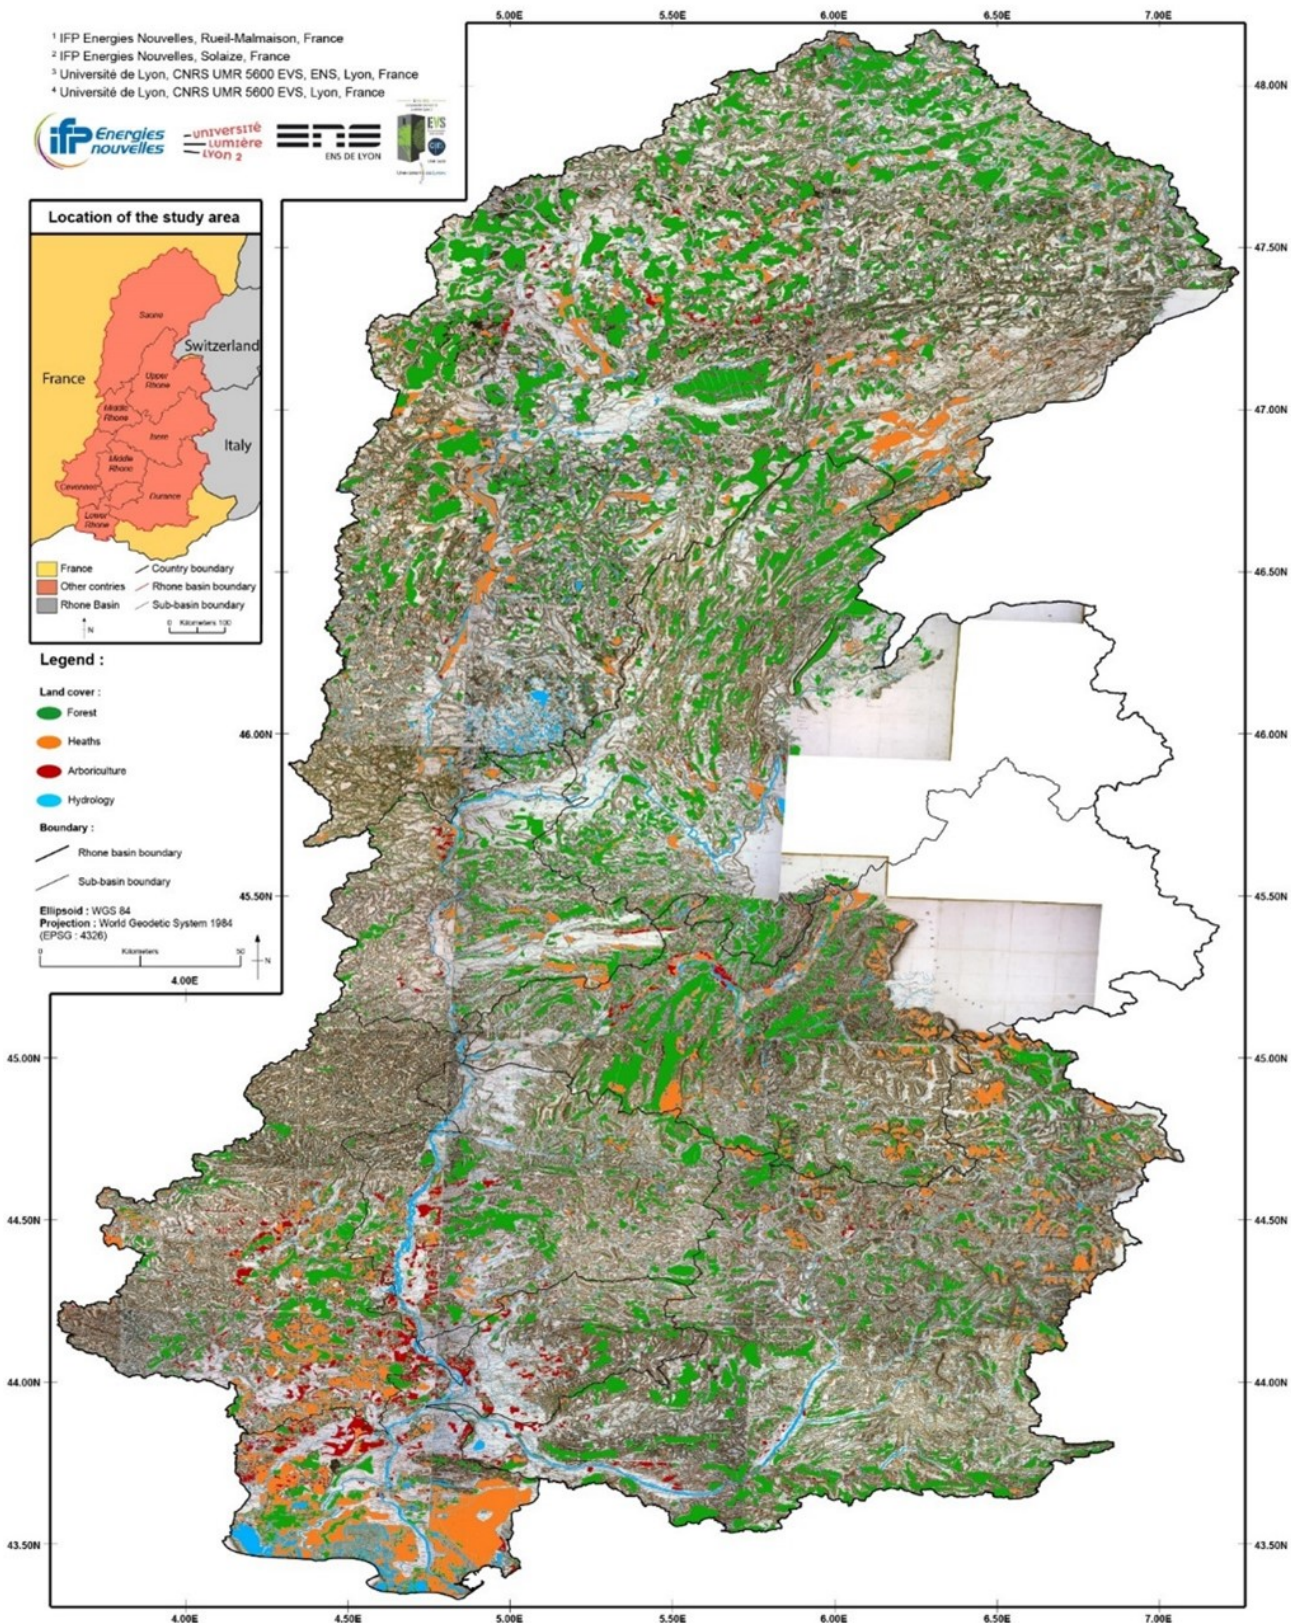 5.00E 5.50E 6.00E 6.50E 7.00E
¹ IFP Energies Nouvelles, Rueil-Malmaison, France
² IFP Energies Nouvelles, Solaize, France
³ Université de Lyon, CNRS UMR 5600 EVS, ENS, Lyon, France
⁴ Université de Lyon, CNRS UMR 5600 EVS, Lyon, France
ifp Energies
nouvelles
UNIVERSITÉ
LUMIÈRE
LYON 2
ENS
ENS DE LYON
EVS
48.00N
47.50N
47.00N
46.50N
46.00N
45.50N
45.00N
44.50N
44.00N
43.50N
Location of the study area
Saone
Switzerland
France
Upper
Rhone
Middle
Rhone
Isere
Italy
Middle
Rhone
Cevennes
Durance
Lower
Rhone
France
Country boundary
Other contries
Rhone basin boundary
Rhone Basin
Sub-basin boundary
N
0 Kilometers 100
Legend :
Land cover :
Forest
Heaths
Arboriculture
Hydrology
Boundary :
Rhone basin boundary
Sub-basin boundary
Ellipsoid : WGS 84
Projection : World Geodetic System 1984
(EPSG : 4326)
0 Kilometers 50
N
4.00E
46.00N
45.50N
45.00N
44.50N
44.00N
43.50N
4.00E 4.50E 5.00E 5.50E 6.00E 6.50E 7.00E